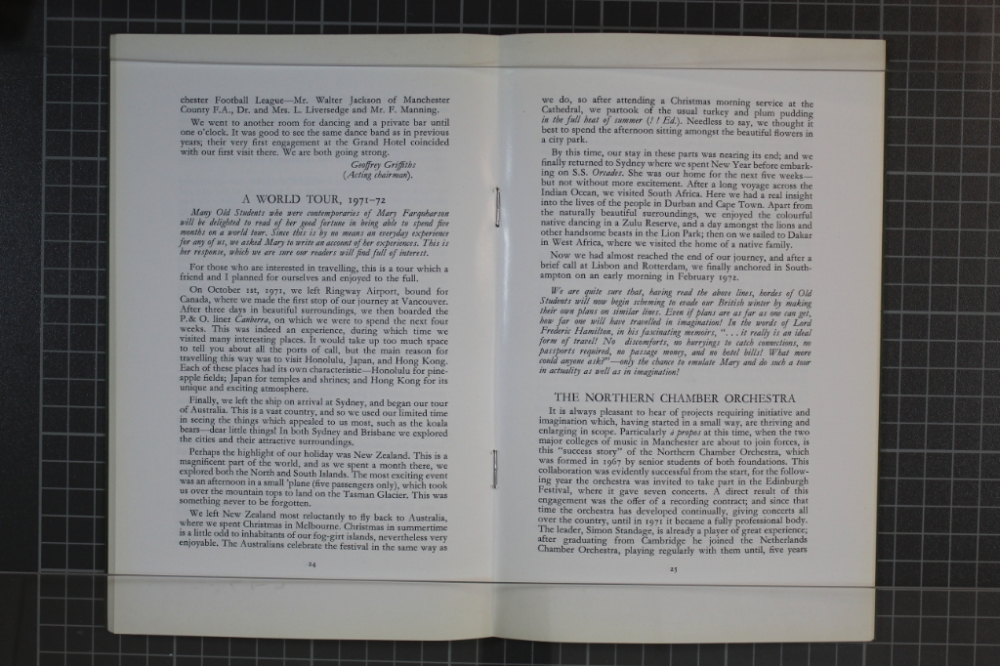 chester Football League—Mr. Walter Jackson of Manchester
County F.A., Dr. and Mrs. L. Liversedge and Mr. F. Manning.
We went to another room for dancing and a private bar until
one o'clock. It was good to see the same dance band as in previous
years; their very first engagement at the Grand Hotel coincided
with our first visit there. We are both going strong.
Geoffrey Griffiths
(Acting chairman).
A WORLD TOUR, 1971-72
Many Old Students who were contemporaries of Mary Farquharson
will be delighted to read of her good fortune in being able to spend five
months on a world tour. Since this is by no means an everyday experience
for any of us, we asked Mary to write an account of her experiences. This is
her response, which we are sure our readers will find full of interest.
For those who are interested in travelling, this is a tour which a
friend and I planned for ourselves and enjoyed to the full.
On October 1st, 1971, we left Ringway Airport, bound for
Canada, where we made the first stop of our journey at Vancouver.
After three days in beautiful surroundings, we then boarded the
P.& O. liner Canberra, on which we were to spend the next four
weeks. This was indeed an experience, during which time we
visited many interesting places. It would take up too much space
to tell you about all the ports of call, but the main reason for
travelling this way was to visit Honolulu, Japan, and Hong Kong.
Each of these places had its own characteristic—Honolulu for pine-
apple fields; Japan for temples and shrines; and Hong Kong for its
unique and exciting atmosphere.
Finally, we left the ship on arrival at Sydney, and began our tour
of Australia. This is a vast country, and so we used our limited time
in seeing the things which appealed to us most, such as the koala
bears—dear little things! In both Sydney and Brisbane we explored
the cities and their attractive surroundings.
Perhaps the highlight of our holiday was New Zealand. This is a
magnificent part of the world, and as we spent a month there, we
explored both the North and South Islands. The most exciting event
was an afternoon in a small 'plane (five passengers only), which took
us over the mountain tops to land on the Tasman Glacier. This was
something never to be forgotten.
We left New Zealand most reluctantly to fly back to Australia,
where we spent Christmas in Melbourne. Christmas in summertime
is a little odd to inhabitants of our fog-girt islands, nevertheless very
enjoyable. The Australians celebrate the festival in the same way as
24
we do, so after attending a Christmas morning service at the
Cathedral, we partook of the usual turkey and plum pudding
in the full heat of summer (! ! Ed.). Needless to say, we thought it
best to spend the afternoon sitting amongst the beautiful flowers in
a city park.
By this time, our stay in these parts was nearing its end; and we
finally returned to Sydney where we spent New Year before embark-
ing on S.S. Orcades. She was our home for the next five weeks—
but not without more excitement. After a long voyage across the
Indian Ocean, we visited South Africa. Here we had a real insight
into the lives of the people in Durban and Cape Town. Apart from
the naturally beautiful surroundings, we enjoyed the colourful
native dancing in a Zulu Reserve, and a day amongst the lions and
other handsome beasts in the Lion Park; then on we sailed to Dakar
in West Africa, where we visited the home of a native family.
Now we had almost reached the end of our journey, and after a
brief call at Lisbon and Rotterdam, we finally anchored in South-
ampton on an early morning in February 1972.
We are quite sure that, having read the above lines, hordes of Old
Students will now begin scheming to evade our British winter by making
their own plans on similar lines. Even if plans are as far as one can get,
how far one will have travelled in imagination! In the words of Lord
Frederic Hamilton, in his fascinating memoirs, "...it really is an ideal
form of travel! No discomforts, no hurryings to catch connections, no
passports required, no passage money, and no hotel bills! What more
could anyone ask?"—only the chance to emulate Mary and do such a tour
in actuality as well as in imagination!
THE NORTHERN CHAMBER ORCHESTRA
It is always pleasant to hear of projects requiring initiative and
imagination which, having started in a small way, are thriving and
enlarging in scope. Particularly à propos at this time, when the two
major colleges of music in Manchester are about to join forces, is
this "success story" of the Northern Chamber Orchestra, which
was formed in 1967 by senior students of both foundations. This
collaboration was evidently successful from the start, for the follow-
ing year the orchestra was invited to take part in the Edinburgh
Festival, where it gave seven concerts. A direct result of this
engagement was the offer of a recording contract; and since that
time the orchestra has developed continually, giving concerts all
over the country, until in 1971 it became a fully professional body.
The leader, Simon Standage, is already a player of great experience;
after graduating from Cambridge he joined the Netherlands
Chamber Orchestra, playing regularly with them until, five years
25